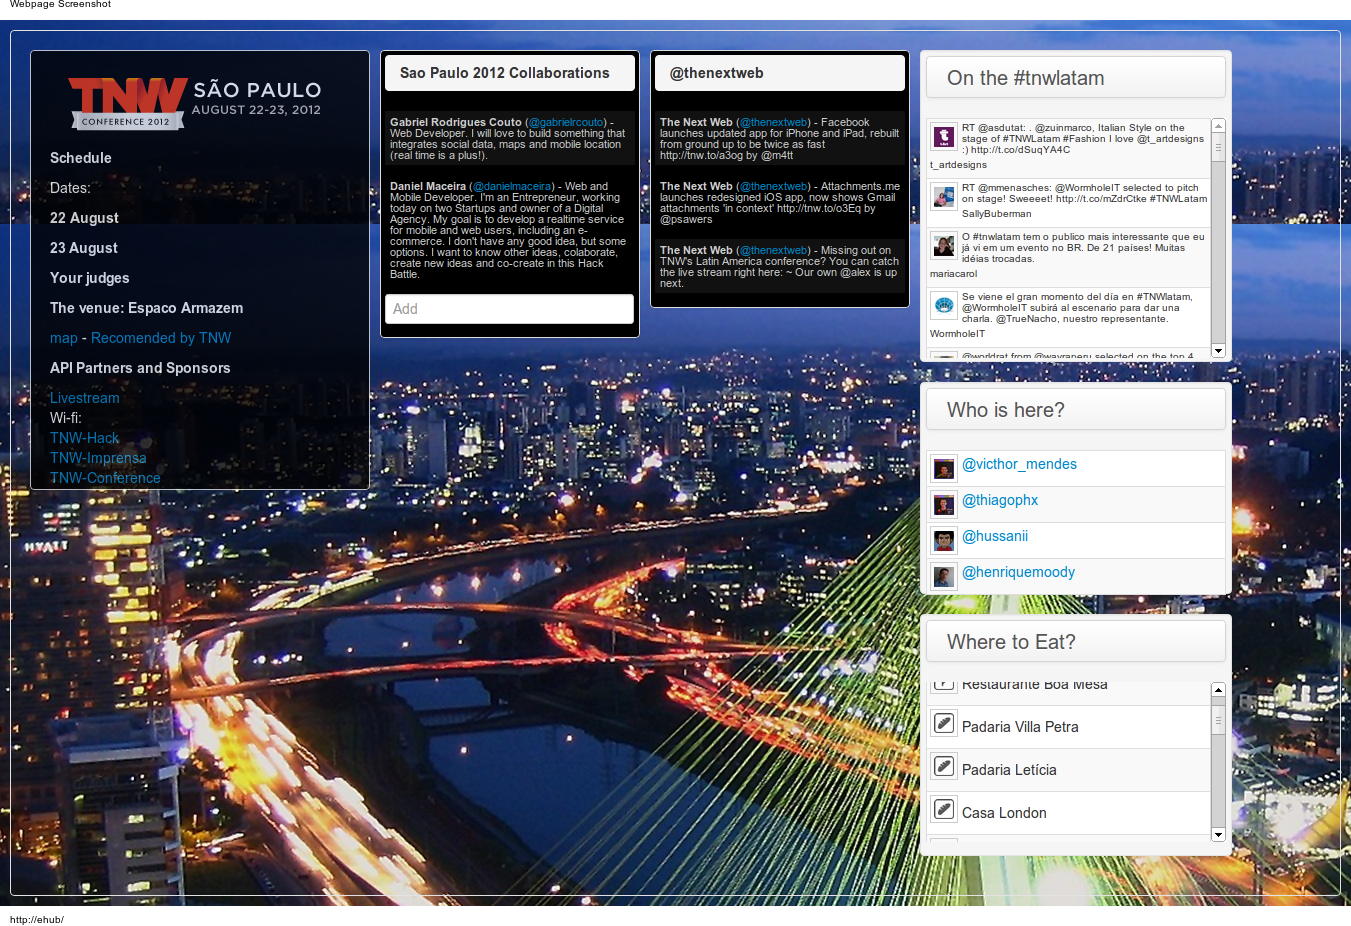 Webpage Screenshot
TNW
CONFERENCE 2012
SÃO PAULO
AUGUST 22-23, 2012
Schedule
Dates:
22 August
23 August
Your judges
The venue: Espaco Armazem
map - Recomended by TNW
API Partners and Sponsors
Livestream
Wi-fi:
TNW-Hack
TNW-Imprensa
TNW-Conference
HYATT
Sao Paulo 2012 Collaborations
Gabriel Rodrigues Couto (@gabrielrcouto) -
Web Developer. I will love to build something that
integrates social data, maps and mobile location
(real time is a plus!).
Daniel Maceira (@danielmaceira) - Web and
Mobile Developer. I'm an Entrepreneur, working
today on two Startups and owner of a Digital
Agency. My goal is to develop a realtime service
for mobile and web users, including an e-
commerce. I don't have any good idea, but some
options. I want to know other ideas, colaborate,
create new ideas and co-create in this Hack
Battle.
Add
@thenextweb
The Next Web (@thenextweb) - Facebook
launches updated app for iPhone and iPad, rebuilt
from ground up to be twice as fast
http://tnw.to/a3og by @m4tt
The Next Web (@thenextweb) - Attachments.me
launches redesigned iOS app, now shows Gmail
attachments 'in context' http://tnw.to/o3Eq by
@psawers
The Next Web (@thenextweb) - Missing out on
TNW's Latin America conference? You can catch
the live stream right here: ~ Our own @alex is up
next.
On the #tnwlatam
RT @asdutat: . @zuinmarco, Italian Style on the
stage of #TNWLatam #Fashion I love @t_artdesigns
:) http://t.co/dSuqYA4C
t_artdesigns
RT @mmenasches: @WormholeIT selected to pitch
on stage! Sweeeet! http://t.co/mZdrCtke #TNWLatam
SallyBuberman
O #tnwlatam tem o publico mais interesante que eu
já vi em um evento no BR. De 21 países! Muitas
idéias trocadas.
mariacarol
Se viene el gran momento del día en #TNWlatam,
@WormholeIT subirá al escenario para dar una
charla. @TrueNacho, nuestro representante.
WormholeIT
@worldrat from @wayraperu selected on the top 4
Who is here?
@victhor_mendes
@thiagophx
@hussanii
@henriquemoody
Where to Eat?
Restaurante Boa Mesa
Padaria Villa Petra
Padaria Letícia
Casa London
http://ehub/